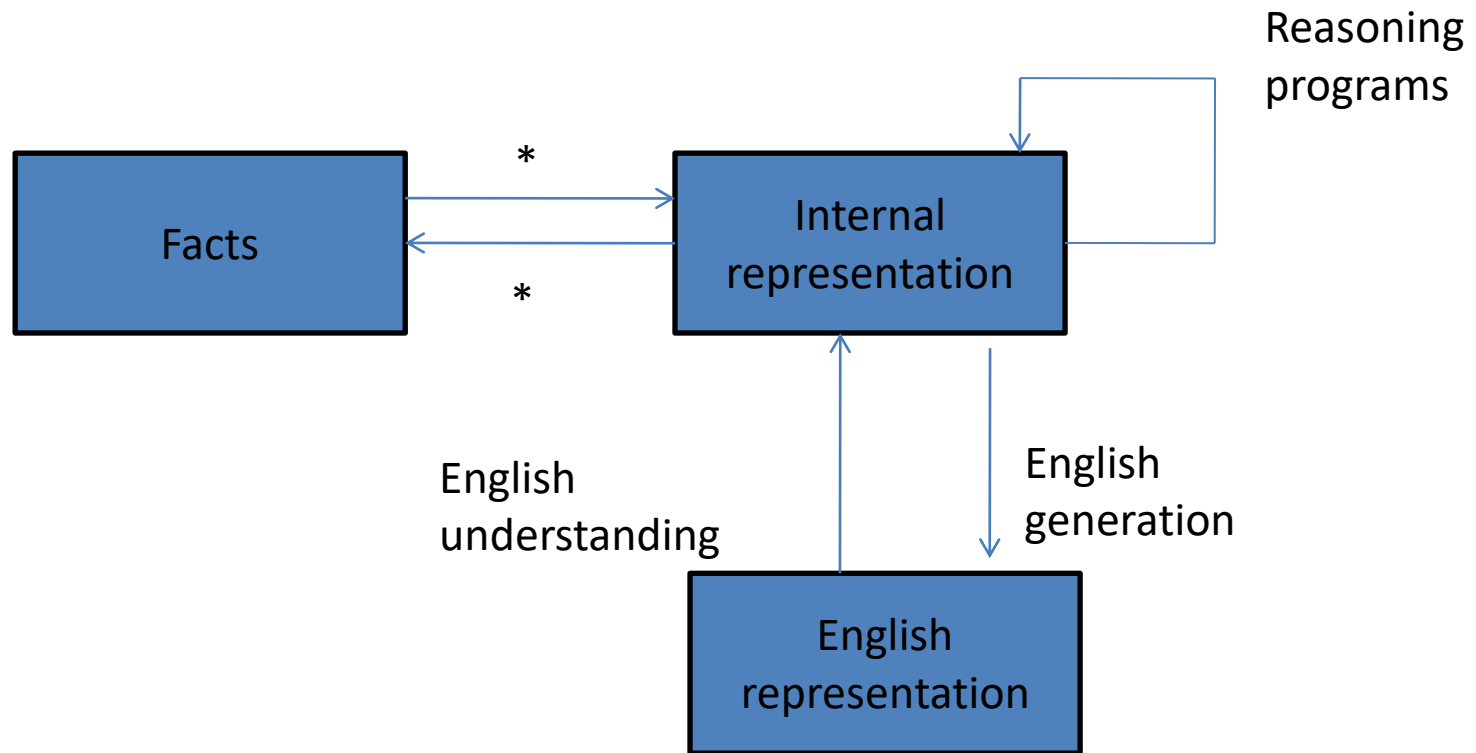 Reasoning
programs
*
Facts
Internal
representation
*
English
understanding
English
generation
English
representation